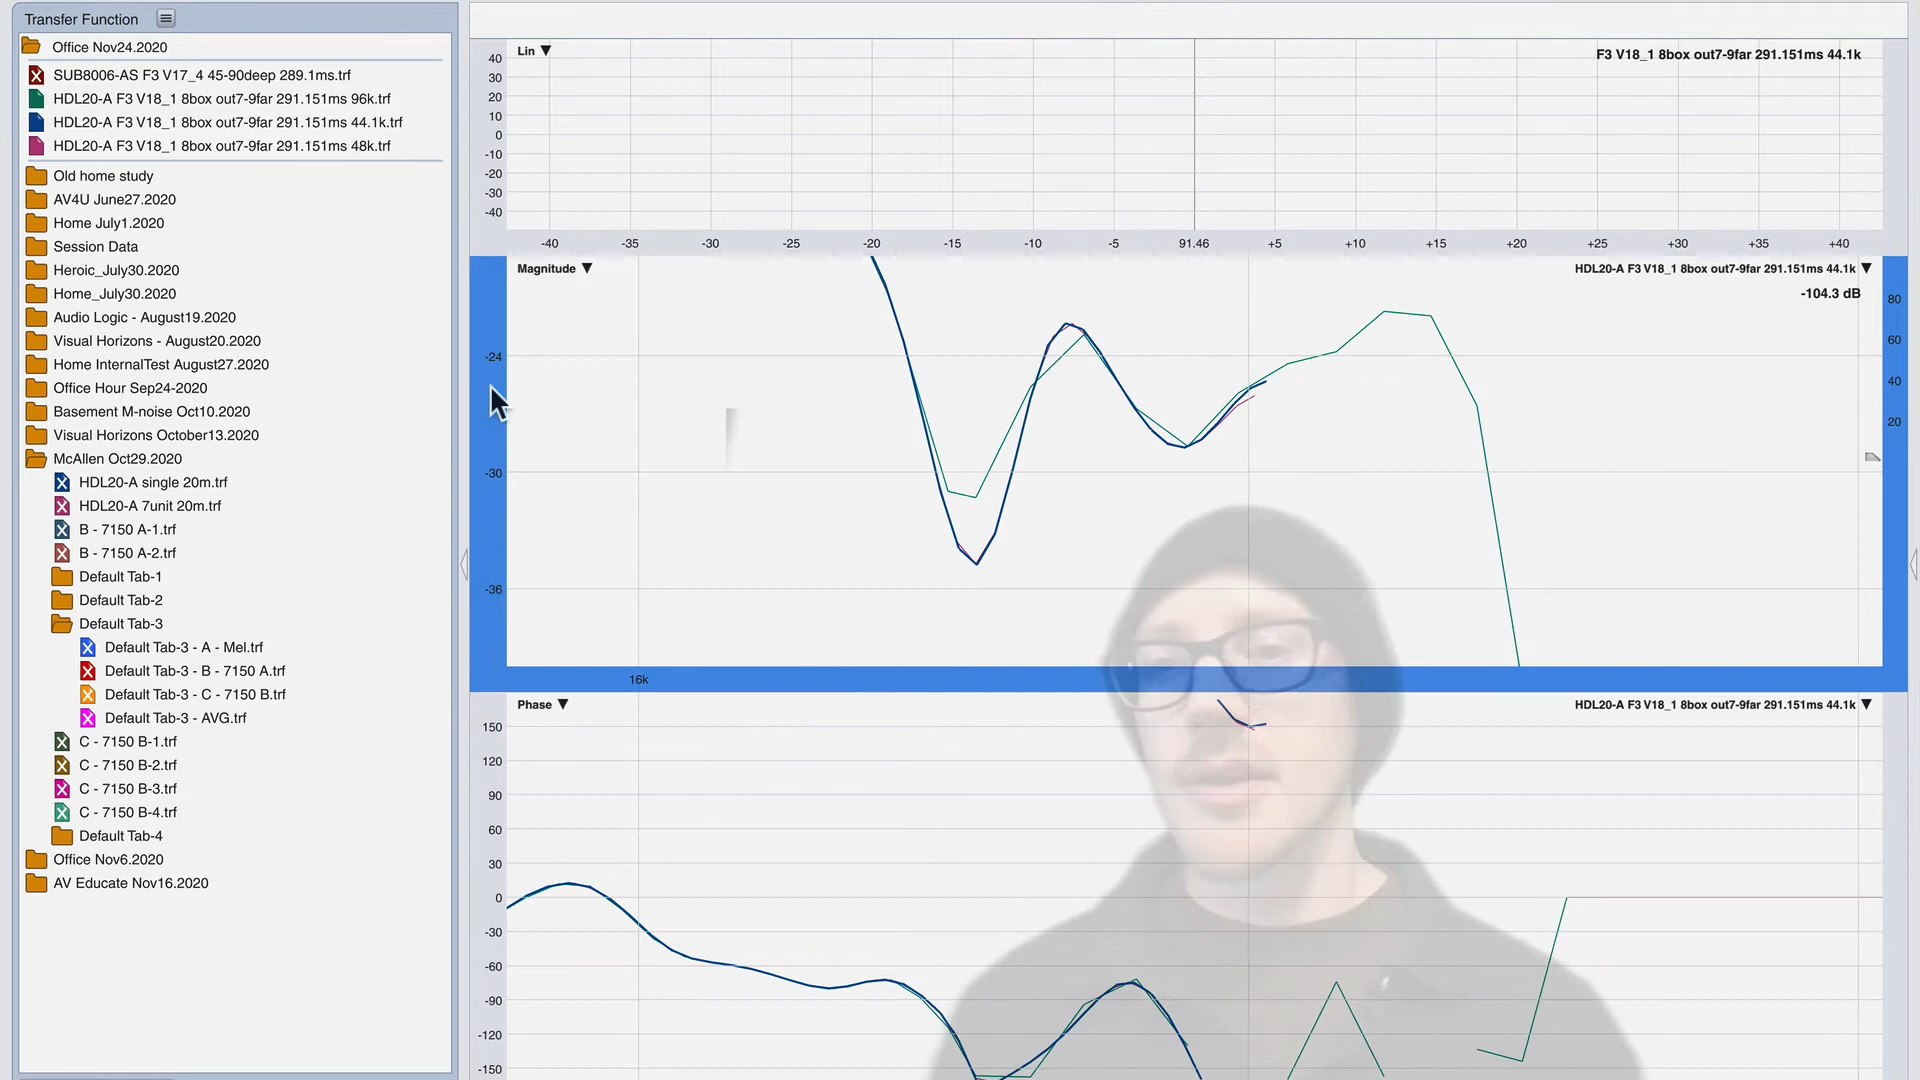 Transfer Function
Office Nov24.2020
SUB8006-AS F3 V17_4 45-90deep 289.1ms.trf
HDL20-A F3 V18_1 8box out7-9far 291.151ms 96k.trf
HDL20-A F3 V18_1 8box out7-9far 291.151ms 44.1k.trf
HDL20-A F3 V18_1 8box out7-9far 291.151ms 48k.trf
Old home study
AV4U June27.2020
Home July1.2020
Session Data
Heroic_July30.2020
Home_July30.2020
Audio Logic - August19.2020
Visual Horizons - August20.2020
Home InternalTest August27.2020
Office Hour Sep24-2020
Basement M-noise Oct10.2020
Visual Horizons October13.2020
McAllen Oct29.2020
HDL20-A single 20m.trf
HDL20-A 7unit 20m.trf
B - 7150 A-1.trf
B - 7150 A-2.trf
Default Tab-1
Default Tab-2
Default Tab-3
Default Tab-3 - A - Mel.trf
Default Tab-3 - B - 7150 A.trf
Default Tab-3 - C - 7150 B.trf
Default Tab-3 - AVG.trf
C - 7150 B-1.trf
C - 7150 B-2.trf
C - 7150 B-3.trf
C - 7150 B-4.trf
Default Tab-4
Office Nov6.2020
AV Educate Nov16.2020
Lin
F3 V18_1 8box out7-9far 291.151ms 44.1k
40
30
20
10
0
-10
-20
-30
-40
-40 -35 -30 -25 -20 -15 -10 -5 91.46 +5 +10 +15 +20 +25 +30 +35 +40
Magnitude
HDL20-A F3 V18_1 8box out7-9far 291.151ms 44.1k
-104.3 dB
80
60
40
20
-24
-30
-36
16k
Phase
HDL20-A F3 V18_1 8box out7-9far 291.151ms 44.1k
150
120
90
60
30
0
-30
-60
-90
-120
-150